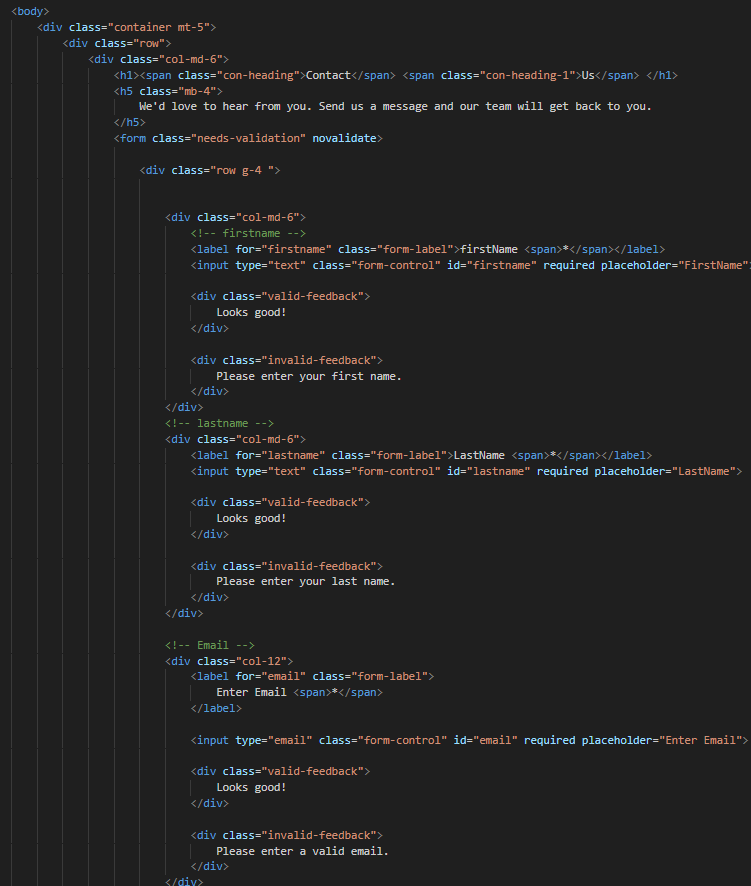 <body>
<div class="container mt-5">
<div class="row">
<div class="col-md-6">
<h1><span class="con-heading">Contact</span> <span class="con-heading-1">Us</span> </h1>
<h5 class="mb-4">
We'd love to hear from you. Send us a message and our team will get back to you.
</h5>
<form class="needs-validation" novalidate>
<div class="row g-4 ">
<div class="col-md-6">
<!-- firstname -->
<label for="firstname" class="form-label">firstName <span>*</span></label>
<input type="text" class="form-control" id="firstname" required placeholder="FirstName"
<div class="valid-feedback">
Looks good!
</div>
<div class="invalid-feedback">
Please enter your first name.
</div>
</div>
<!-- lastname -->
<div class="col-md-6">
<label for="lastname" class="form-label">LastName <span>*</span></label>
<input type="text" class="form-control" id="lastname" required placeholder="LastName">
<div class="valid-feedback">
Looks good!
</div>
<div class="invalid-feedback">
Please enter your last name.
</div>
</div>
<!-- Email -->
<div class="col-12">
<label for="email" class="form-label">
Enter Email <span>*</span>
</label>
<input type="email" class="form-control" id="email" required placeholder="Enter Email">
<div class="valid-feedback">
Looks good!
</div>
<div class="invalid-feedback">
Please enter a valid email.
</div>
</div>